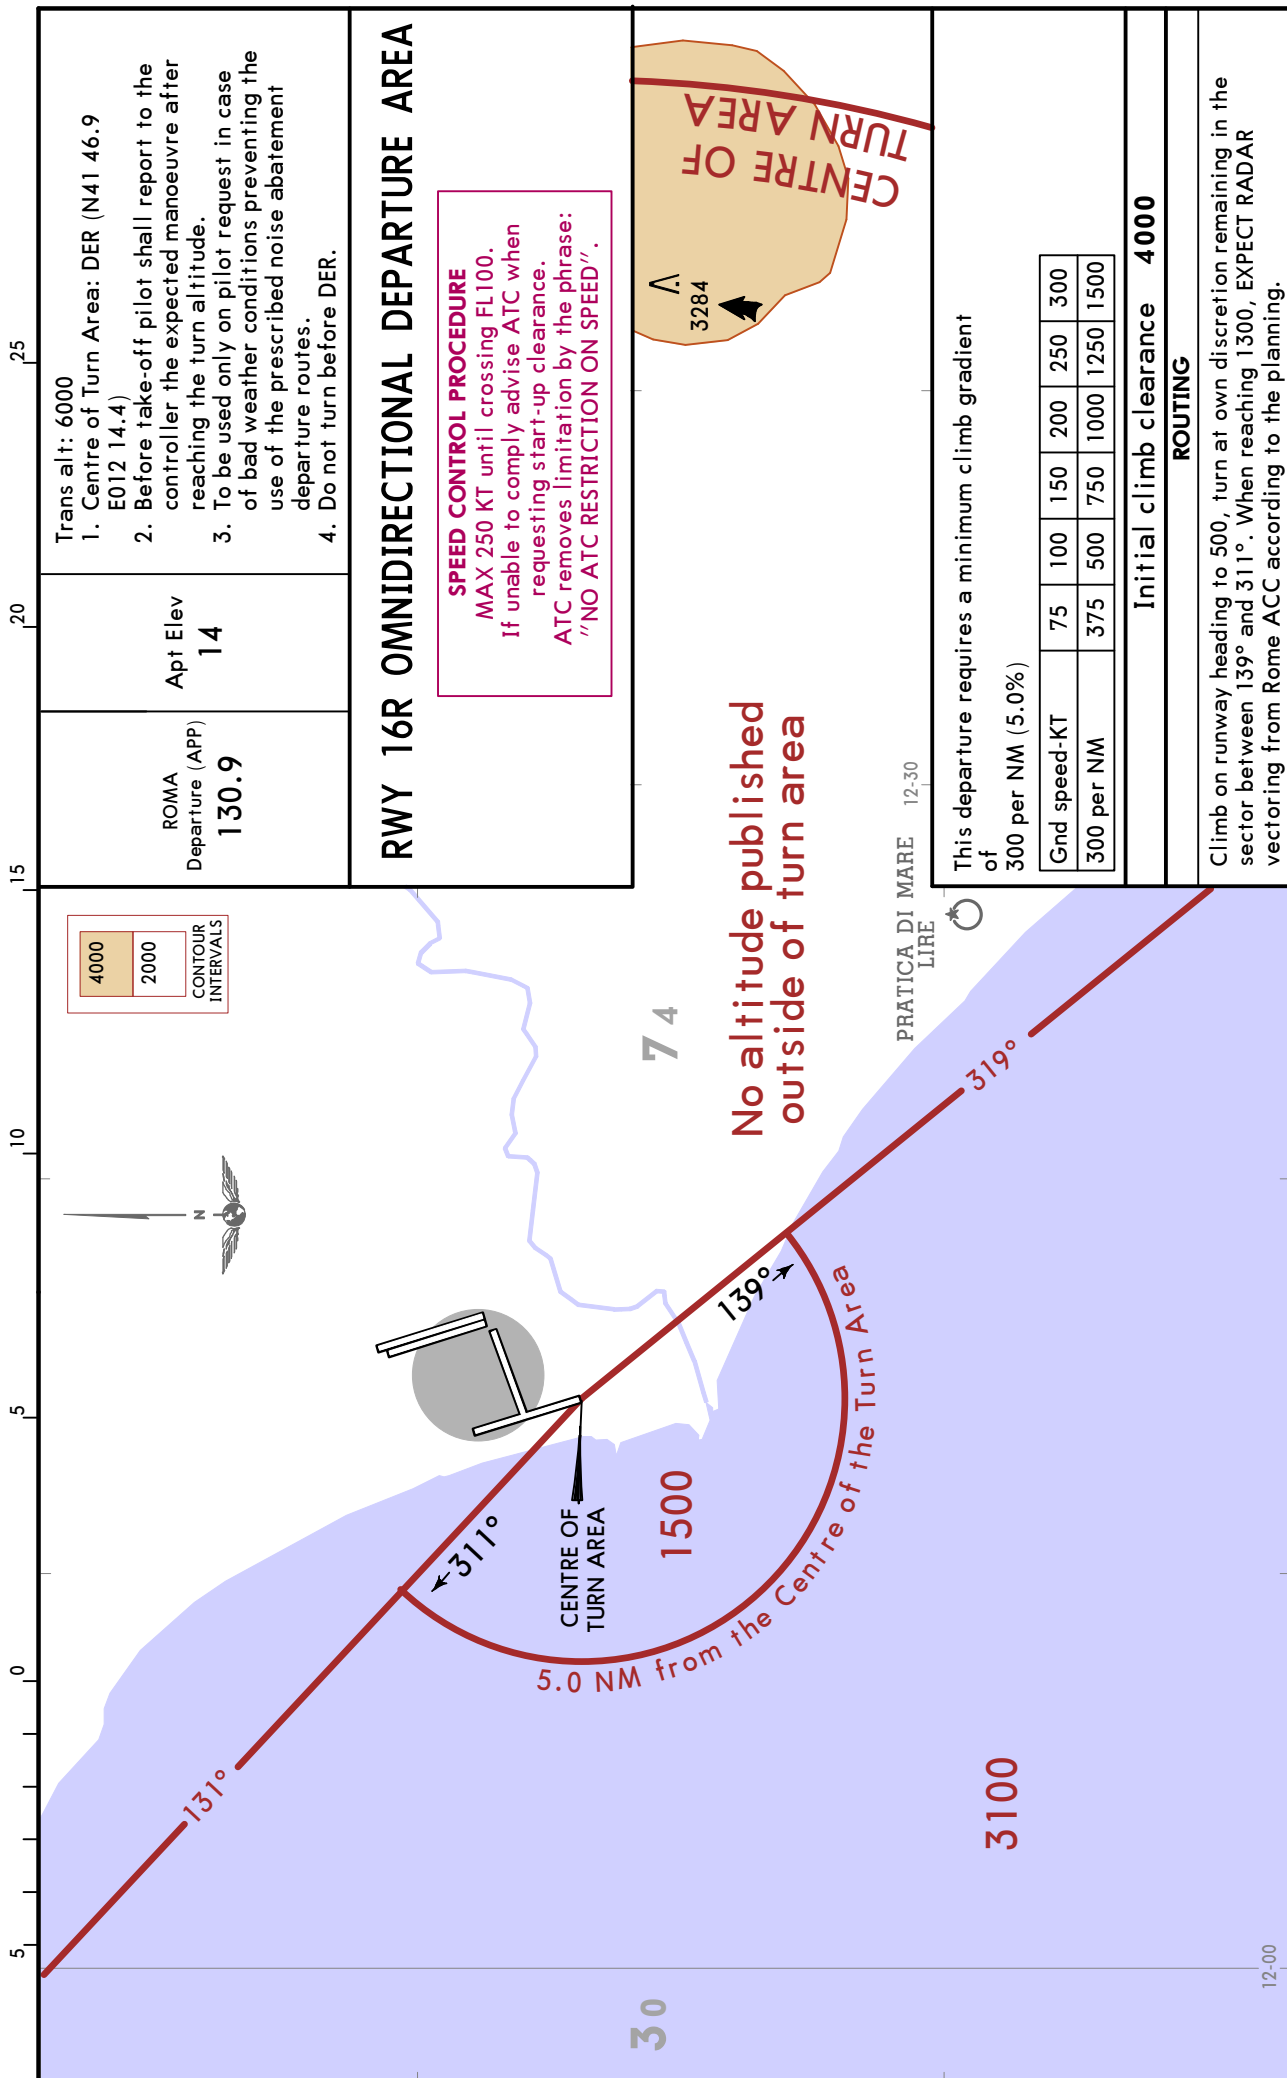 ROMA
Departure (APP)
130.9
Apt Elev
14
Trans alt: 6000
1. Centre of Turn Area: DER (N41 46.9
E012 14.4)
2. Before take-off pilot shall report to the
controller the expected manoeuvre after
reaching the turn altitude.
3. To be used only on pilot request in case
of bad weather conditions preventing the
use of the prescribed noise abatement
departure routes.
4. Do not turn before DER.
RWY 16R OMNIDIRECTIONAL DEPARTURE AREA
SPEED CONTROL PROCEDURE
MAX 250 KT until crossing FL100.
If unable to comply advise ATC when
requesting start-up clearance.
ATC removes limitation by the phrase:
"NO ATC RESTRICTION ON SPEED".
5 0 5 10 15 20 25
4000
2000
CONTOUR
INTERVALS
N
131°
311°
CENTRE OF
TURN AREA
1500
139°
319°
5.0 NM from the Centre of the Turn Area
3100
30
74
No altitude published
outside of turn area
PRATICA DI MARE
LIRE
12-30
12-00
3284
CENTRE OF
TURN AREA
This departure requires a minimum climb gradient
of
300 per NM (5.0%)
Gnd speed-KT 75 100 150 200 250 300
300 per NM 375 500 750 1000 1250 1500
Initial climb clearance 4000
ROUTING
Climb on runway heading to 500, turn at own discretion remaining in the
sector between 139° and 311°. When reaching 1300, EXPECT RADAR
vectoring from Rome ACC according to the planning.